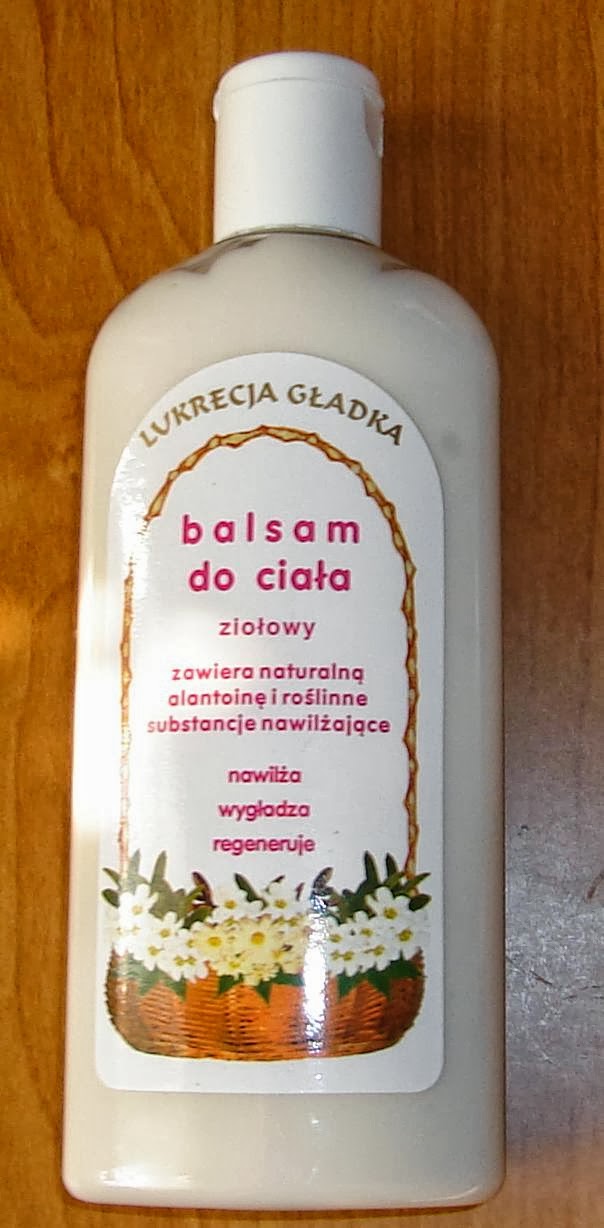 LUKRECJA GŁADKA
balsam
do ciała
ziołowy
zawiera naturalną
alantoinę i roślinne
substancje nawilżające
nawilża
wygładza
regeneruje